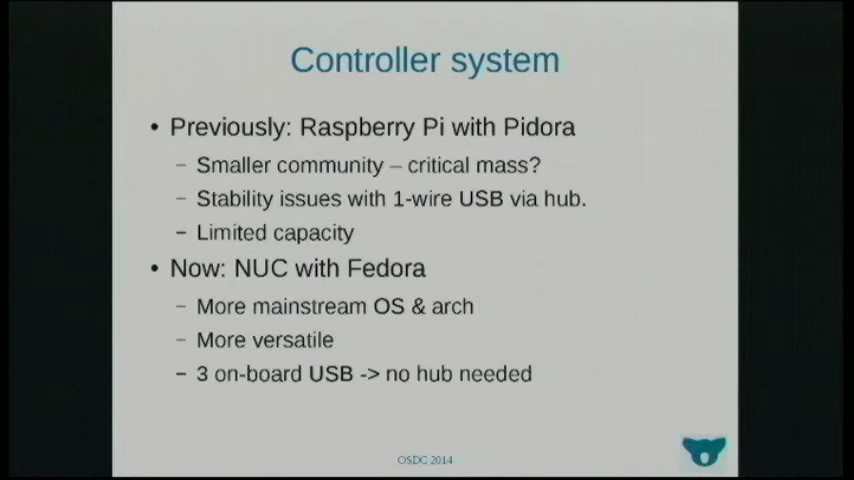 Controller system
• Previously: Raspberry Pi with Pidora
– Smaller community – critical mass?
– Stability issues with 1-wire USB via hub.
– Limited capacity
• Now: NUC with Fedora
– More mainstream OS & arch
– More versatile
– 3 on-board USB -> no hub needed
OSDC 2014